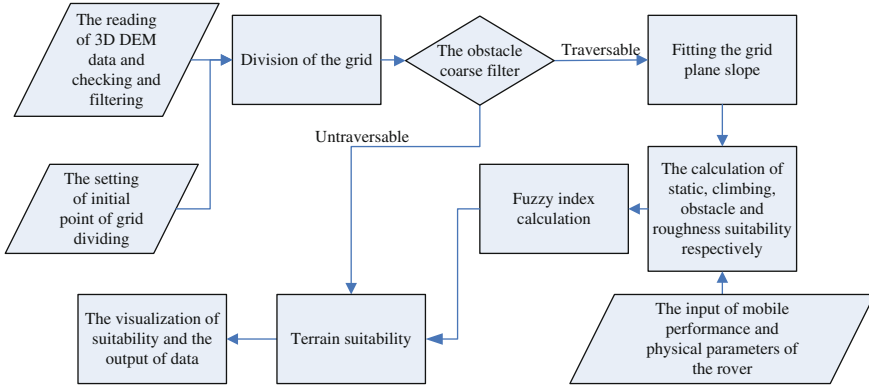 The reading
of 3D DEM
data and
checking and
filtering
Division of the grid
The obstacle
coarse filter
Traversable
Fitting the grid
plane slope
Untraversable
The setting
of initial
point of grid
dividing
Fuzzy index
calculation
The calculation of
static, climbing,
obstacle and
roughness suitability
respectively
The visualization of
suitability and the
output of data
Terrain suitability
The input of mobile
performance and
physical parameters of
the rover